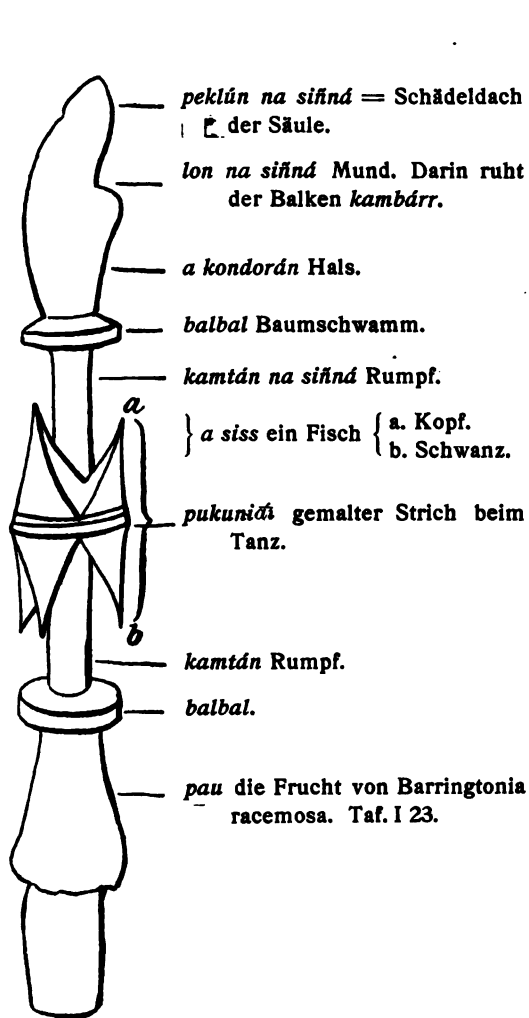 peklún na siñná = Schädeldach
der Säule.
lon na siñná Mund. Darin ruht
der Balken kambárr.
a kondorán Hals.
balbal Baumschwamm.
kamtán na siñná Rumpf.
a
} a siss ein Fisch { a. Kopf.
b. Schwanz.
gemalter Strich beim
Tanz.
b
kamtán Rumpf.
balbal.
pau die Frucht von Barringtonia
racemosa. Taf. I 23.